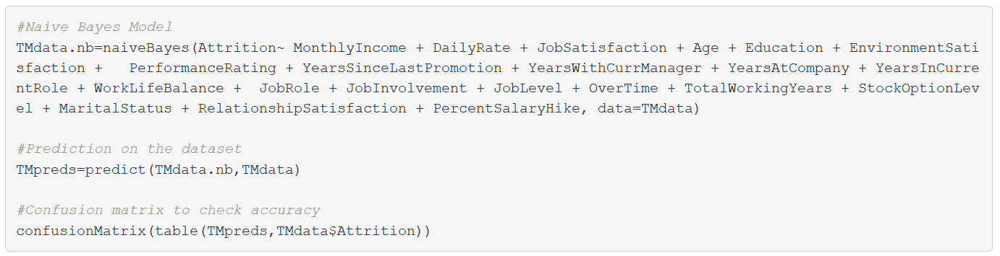 #Naive Bayes Model
TMdata.nb=naiveBayes(Attrition~ MonthlyIncome + DailyRate + JobSatisfaction + Age + Education + EnvironmentSati
sfaction +   PerformanceRating + YearsSinceLastPromotion + YearsWithCurrManager + YearsAtCompany + YearsInCurre
ntRole + WorkLifeBalance +  JobRole + JobInvolvement + JobLevel + OverTime + TotalWorkingYears + StockOptionLev
el + MaritalStatus + RelationshipSatisfaction + PercentSalaryHike, data=TMdata)
#Prediction on the dataset
TMpreds=predict(TMdata.nb,TMdata)
#Confusion matrix to check accuracy
confusionMatrix(table(TMpreds,TMdata$Attrition))